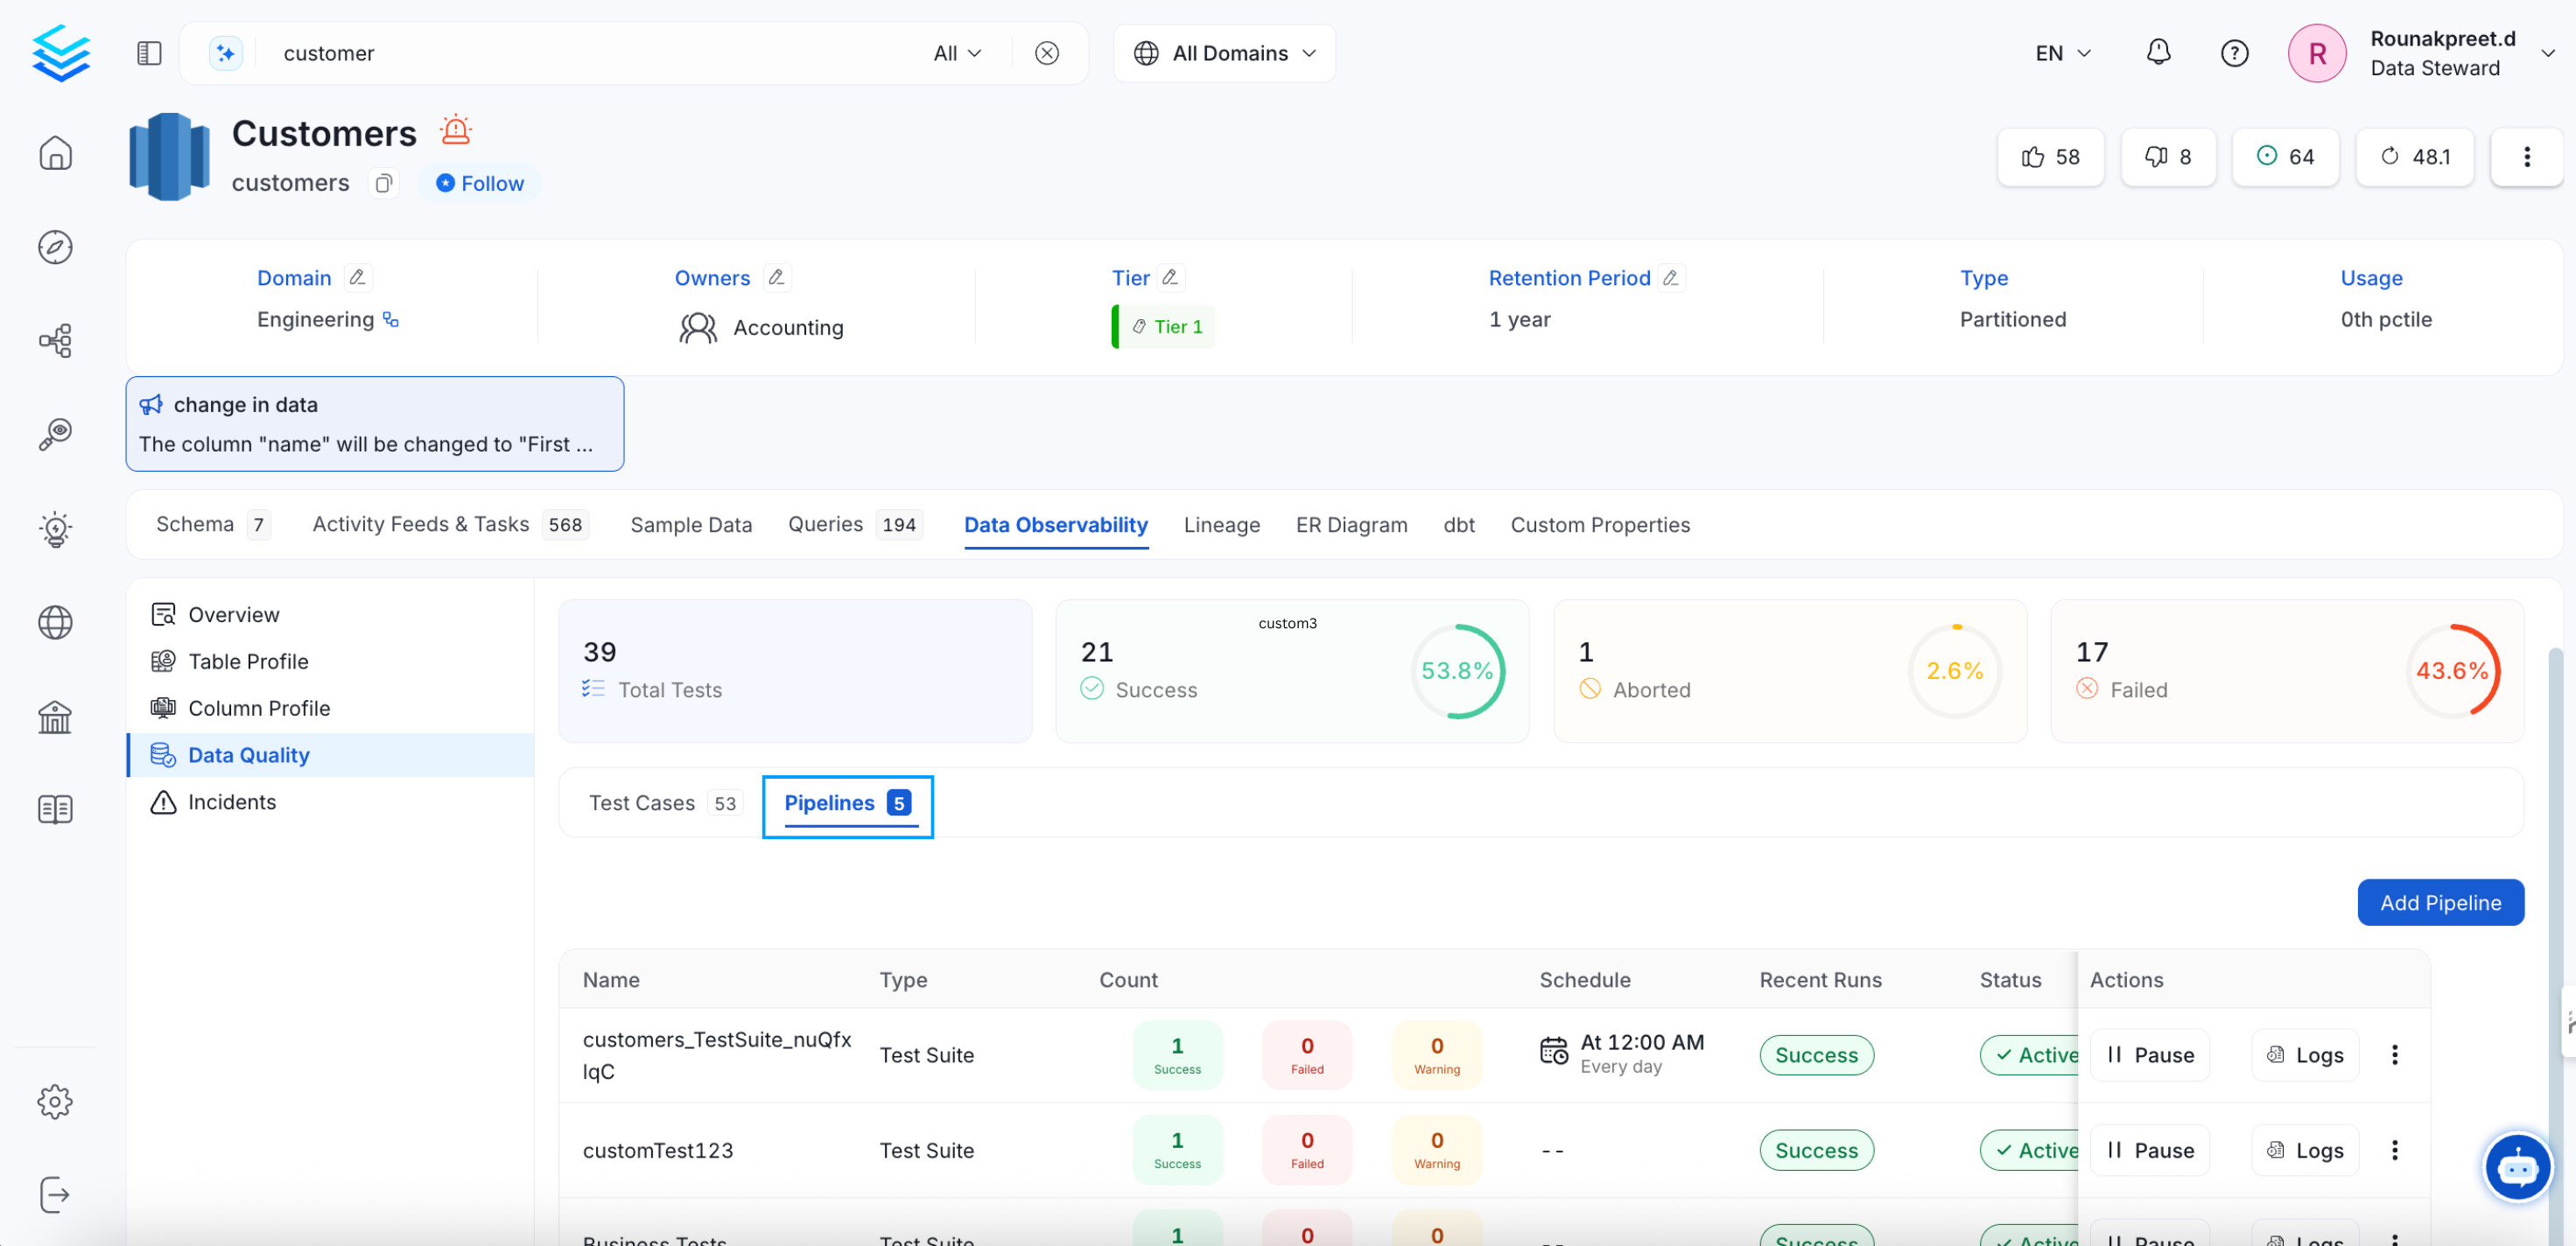 customer
All
All Domains
EN
R
Rounakpreet.d
Data Steward
Customers
customers
Follow
58
8
64
48.1
Domain
Engineering
Owners
Accounting
Tier
Tier 1
Retention Period
1 year
Type
Partitioned
Usage
0th pctile
change in data
The column "name" will be changed to "First ...
Schema 7
Activity Feeds & Tasks 568
Sample Data
Queries 194
Data Observability
Lineage
ER Diagram
dbt
Custom Properties
Overview
Table Profile
Column Profile
Data Quality
Incidents
39
Total Tests
custom3
21
Success
53.8%
1
Aborted
2.6%
17
Failed
43.6%
Test Cases 53
Pipelines 5
Add Pipeline
Name Type Count Schedule Recent Runs Status Actions
customers_TestSuite_nuQfx
IqC
Test Suite
1
Success
0
Failed
0
Warning
At 12:00 AM
Every day
Success
Active
Pause
Logs
customTest123
Test Suite
1
Success
0
Failed
0
Warning
--
Success
Active
Pause
Logs
Business Tests
Test Suite
1
0
0
--
Success
Active
Pause
Logs